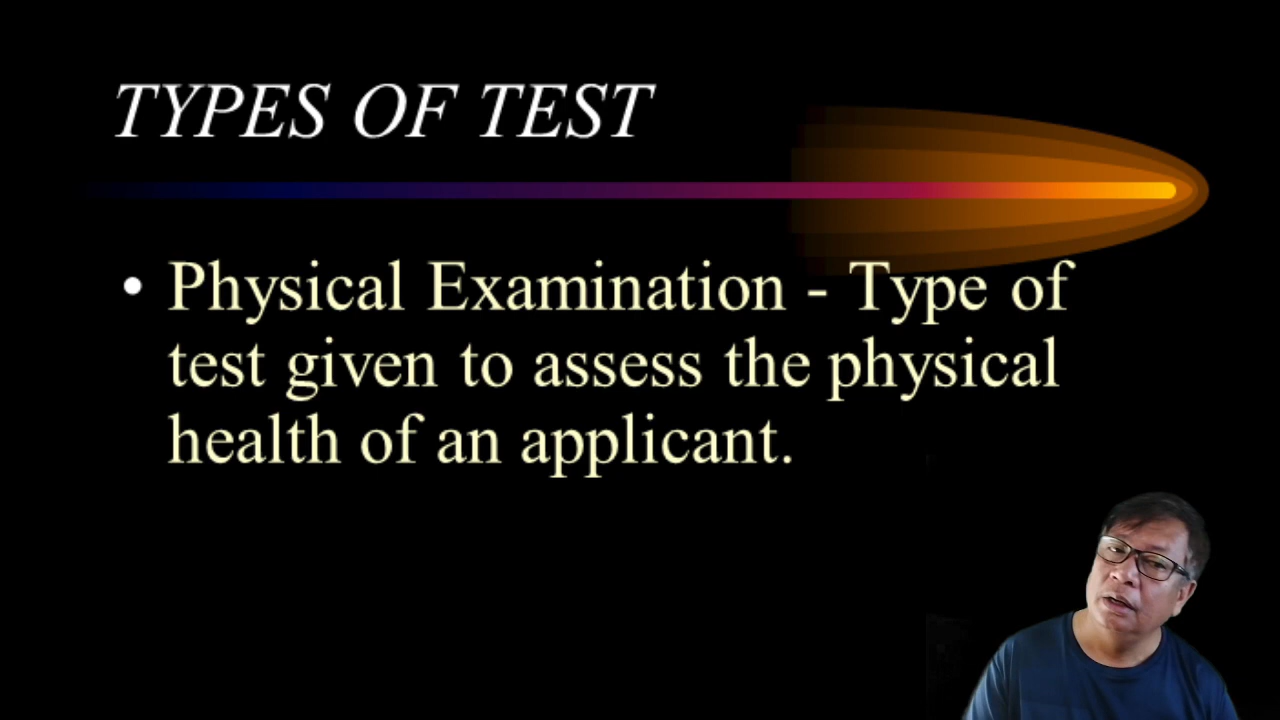 TYPES OF TEST
• Physical Examination - Type of
test given to assess the physical
health of an applicant.